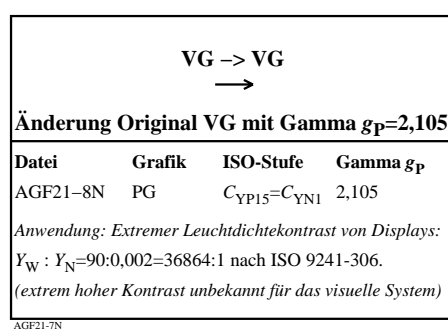 VG –> VG
Änderung Original VG mit Gamma gP=2,105
Datei Grafik ISO-Stufe Gamma gP
AGF21–8N PG CYP15=CYN1 2,105
Anwendung: Extremer Leuchtdichtekontrast von Displays:
YW : YN=90:0,002=36864:1 nach ISO 9241-306.
(extrem hoher Kontrast unbekannt für das visuelle System)
AGF21-7N